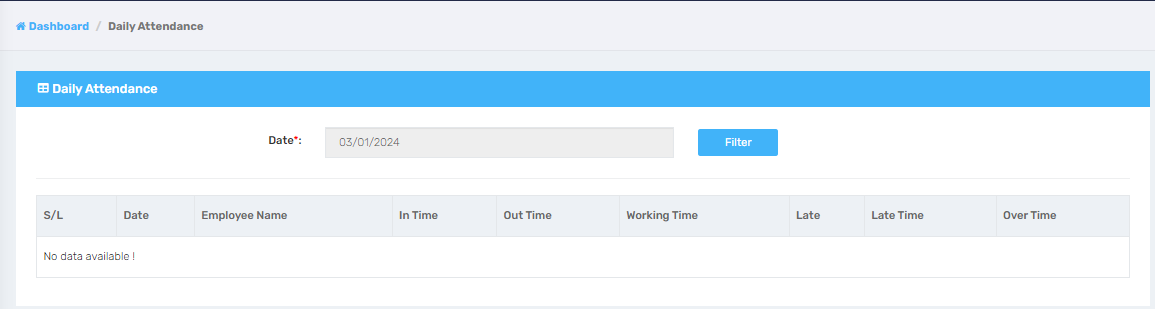 Dashboard / Daily Attendance
Daily Attendance
Date*: 03/01/2024 Filter
S/L Date Employee Name In Time Out Time Working Time Late Late Time Over Time
No data available !